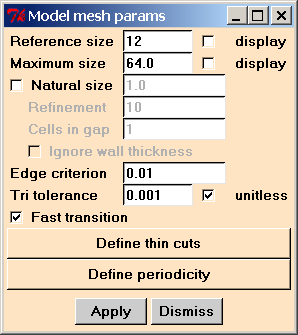 Model mesh params
Reference size 12 display
Maximum size 64.0 display
Natural size 1.0
Refinement 10
Cells in gap 1
Ignore wall thickness
Edge criterion 0.01
Tri tolerance 0.001 unitless
Fast transition
Define thin cuts
Define periodicity
Apply Dismiss